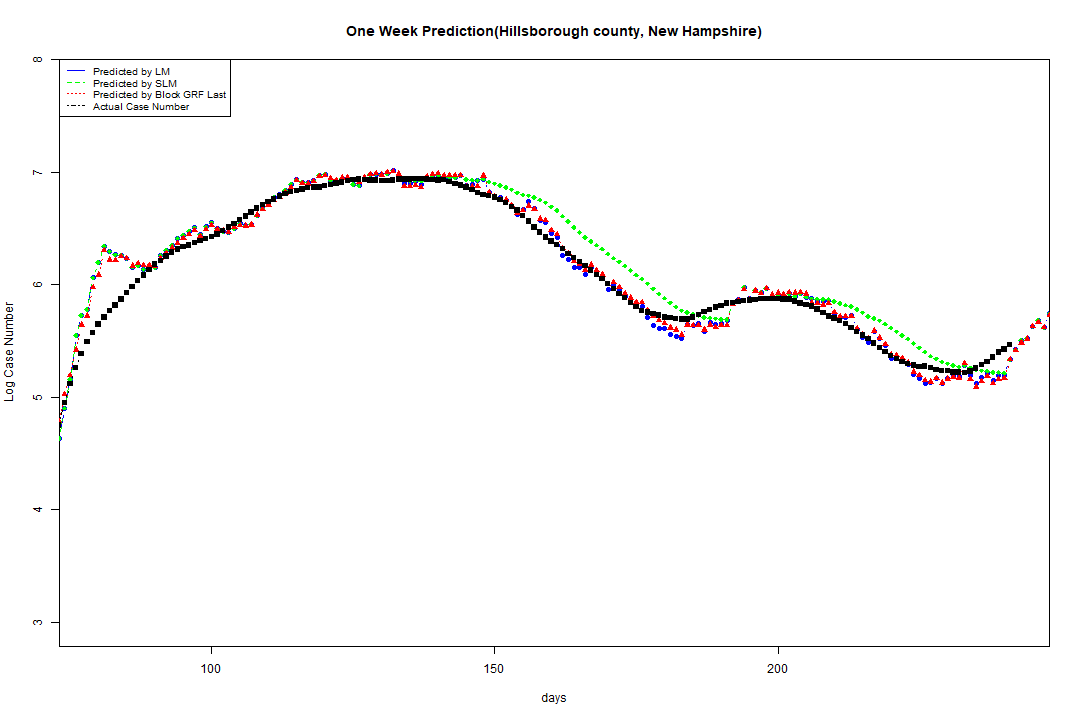 One Week Prediction(Hillsborough county, New Hampshire)
Predicted by LM
Predicted by SLM
Predicted by Block GRF Last
Actual Case Number
8
7
6
5
4
3
Log Case Number
100 150 200
days